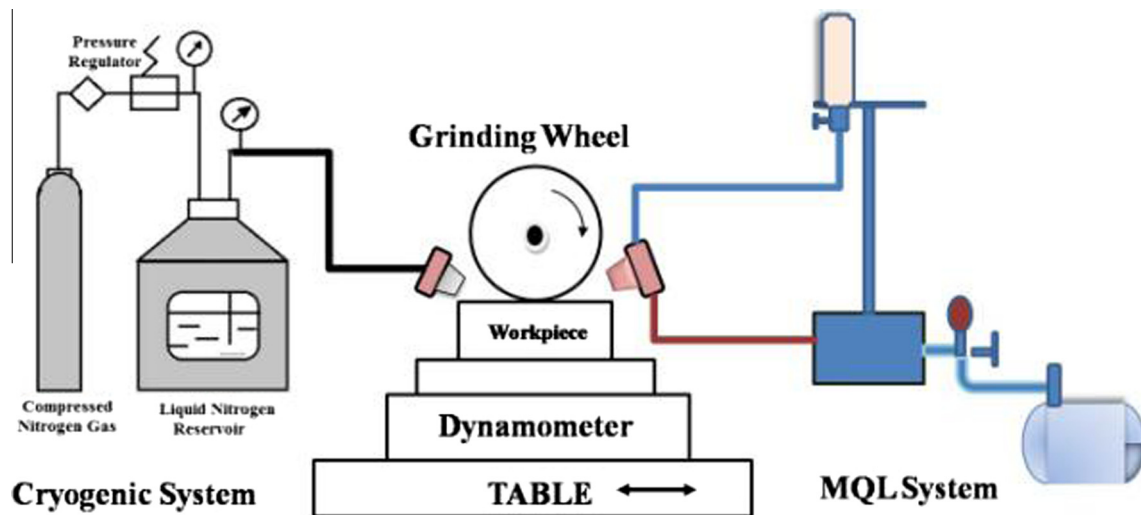 Pressure
Regulator
Grinding Wheel
Workpiece
Compressed
Nitrogen Gas
Liquid Nitrogen
Reservoir
Dynamometer
Cryogenic System
TABLE
MQL System